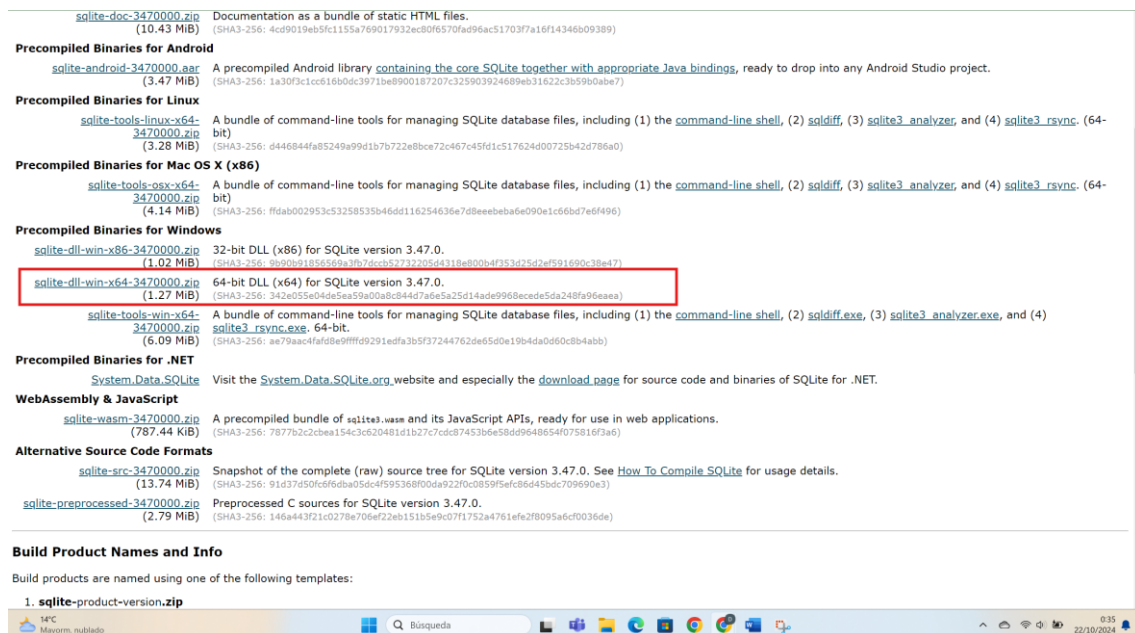 sqlite-doc-3470000.zip Documentation as a bundle of static HTML files.
(10.43 MiB) (SHA3-256: 4cd9019eb5fc1155a769017932ec80f6570fad96ac51703f7a16f14346b09389)
Precompiled Binaries for Android
sqlite-android-3470000.aar A precompiled Android library containing the core SQLite together with appropriate Java bindings, ready to drop into any Android Studio project.
(3.47 MiB) (SHA3-256: 1a30f3c1cc616b0dc3971be8900187207c325903924689eb31622c3b59b0abe7)
Precompiled Binaries for Linux
sqlite-tools-linux-x64- A bundle of command-line tools for managing SQLite database files, including (1) the command-line shell, (2) sqldiff, (3) sqlite3_analyzer, and (4) sqlite3_rsync. (64-
3470000.zip bit)
(3.28 MiB) (SHA3-256: d446844fa85249a99d1b7b722e8bce72c467c45fd1c517624d00725b42d786a0)
Precompiled Binaries for Mac OS X (x86)
sqlite-tools-osx-x64- A bundle of command-line tools for managing SQLite database files, including (1) the command-line shell, (2) sqldiff, (3) sqlite3_analyzer, and (4) sqlite3_rsync. (64-
3470000.zip bit)
(4.14 MiB) (SHA3-256: ffdab002953c53258535b46dd116254636e7d8eeebeba6e090e1c66bd7e6f496)
Precompiled Binaries for Windows
sqlite-dll-win-x86-3470000.zip 32-bit DLL (x86) for SQLite version 3.47.0.
(1.02 MiB) (SHA3-256: 9b90b91856569a3fb7dccb52732205d4318e800b4f353d25d2ef591690c38e47)
sqlite-dll-win-x64-3470000.zip 64-bit DLL (x64) for SQLite version 3.47.0.
(1.27 MiB) (SHA3-256: 342e055e04de5ea59a00a8c844d7a6e5a25d14ade9968ecede5da248fa96eaea)
sqlite-tools-win-x64- A bundle of command-line tools for managing SQLite database files, including (1) the command-line shell, (2) sqldiff.exe, (3) sqlite3_analyzer.exe, and (4)
3470000.zip sqlite3_rsync.exe. 64-bit.
(6.09 MiB) (SHA3-256: ae79aac4fafd8e9ffffd9291edfa3b5f37244762de65d0e19b4da0d60c8b4abb)
Precompiled Binaries for .NET
System.Data.SQLite Visit the System.Data.SQLite.org website and especially the download page for source code and binaries of SQLite for .NET.
WebAssembly & JavaScript
sqlite-wasm-3470000.zip A precompiled bundle of sqlite3.wasm and its JavaScript APIs, ready for use in web applications.
(787.44 KiB) (SHA3-256: 7877b2c2cbea154c3c620481d1b27c7cdc87453b6e58dd9648654f075816f3a6)
Alternative Source Code Formats
sqlite-src-3470000.zip Snapshot of the complete (raw) source tree for SQLite version 3.47.0. See How To Compile SQLite for usage details.
(13.74 MiB) (SHA3-256: 91d37d50fc6f6dba05dc4f595368f00da922f0c0859f5efc86d45bdc709690e3)
sqlite-preprocessed-3470000.zip Preprocessed C sources for SQLite version 3.47.0.
(2.79 MiB) (SHA3-256: 146a443f21c0278e706ef22eb151b5e9c07f1752a4761efe2f8095a6cf0036de)
Build Product Names and Info
Build products are named using one of the following templates:
1. sqlite-product-version.zip
14°C
Mayorm. nublado
Búsqueda
0:35
22/10/2024